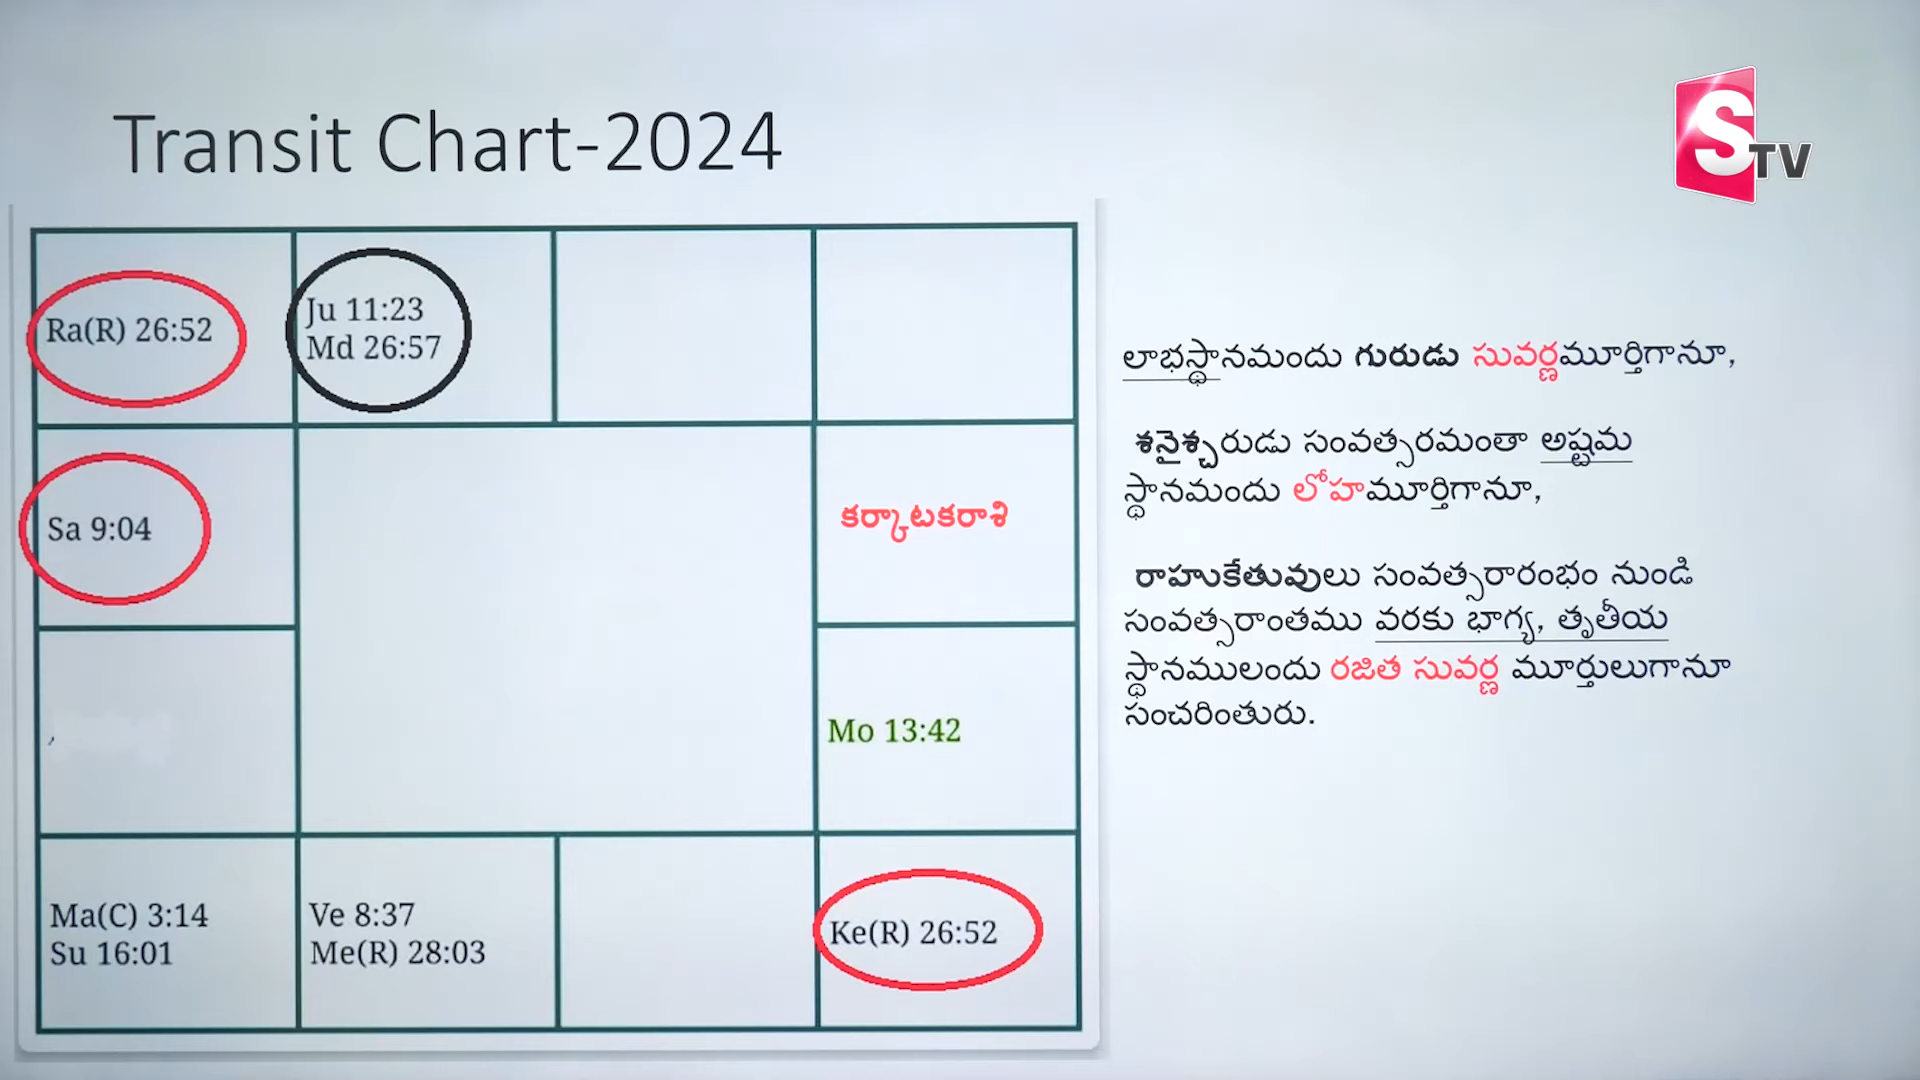 STV
Transit Chart-2024
Ra(R) 26:52
Ju 11:23
Md 26:57
Sa 9:04
కర్కాటకరాశి
Mo 13:42
Ma(C) 3:14
Su 16:01
Ve 8:37
Me(R) 28:03
Ke(R) 26:52
లాభస్థానమందు గురుడు సువర్ణమూర్తిగానూ,
శనైశ్చరుడు సంవత్సరమంతా అష్టమ
స్థానమందు లోహమూర్తిగానూ,
రాహుకేతువులు సంవత్సరారంభం నుండి
సంవత్సరాంతము వరకు భాగ్య, తృతీయ
స్థానములందు రజిత సువర్ణ మూర్తులుగానూ
సంచరింతురు.